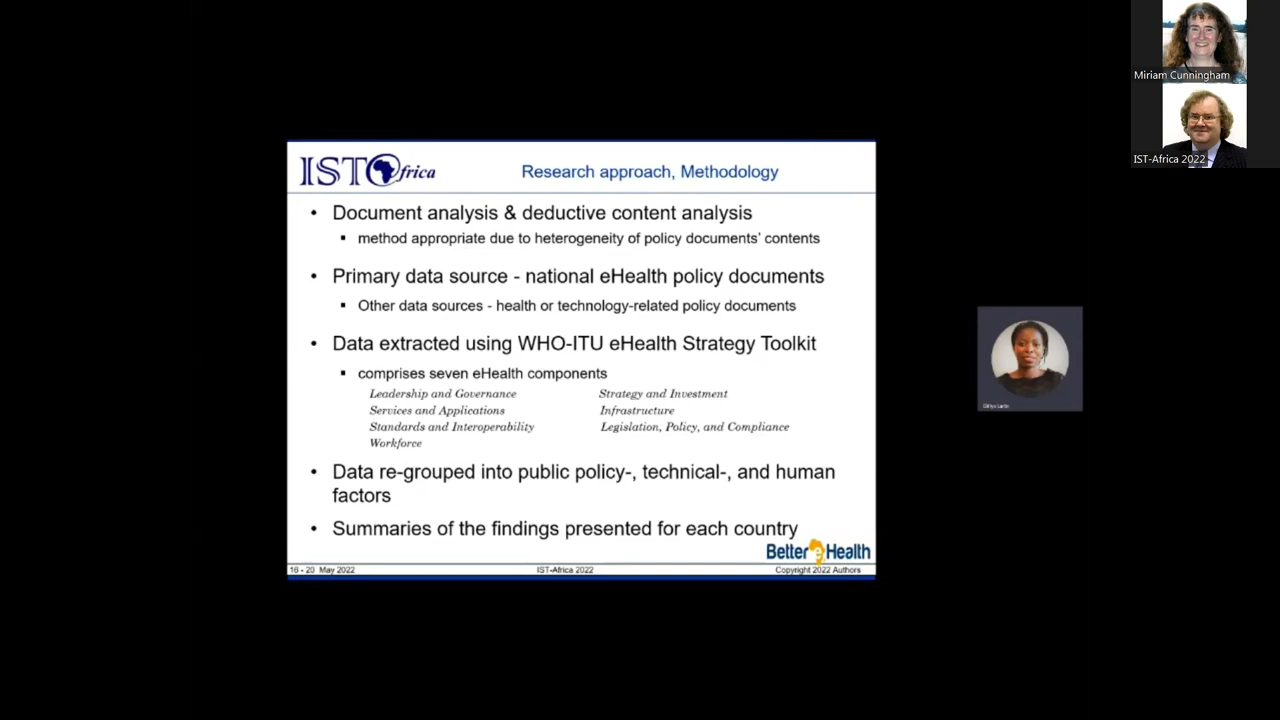 Miriam Cunningham
IST-Africa 2022
IST Africa
Research approach, Methodology
• Document analysis & deductive content analysis
▪ method appropriate due to heterogeneity of policy documents' contents
• Primary data source - national eHealth policy documents
▪ Other data sources - health or technology-related policy documents
• Data extracted using WHO-ITU eHealth Strategy Toolkit
▪ comprises seven eHealth components
Leadership and Governance Strategy and Investment
Services and Applications Infrastructure
Standards and Interoperability Legislation, Policy, and Compliance
Workforce
• Data re-grouped into public policy-, technical-, and human
factors
• Summaries of the findings presented for each country
Better eHealth
16 - 20 May 2022 IST-Africa 2022 Copyright 2022 Authors